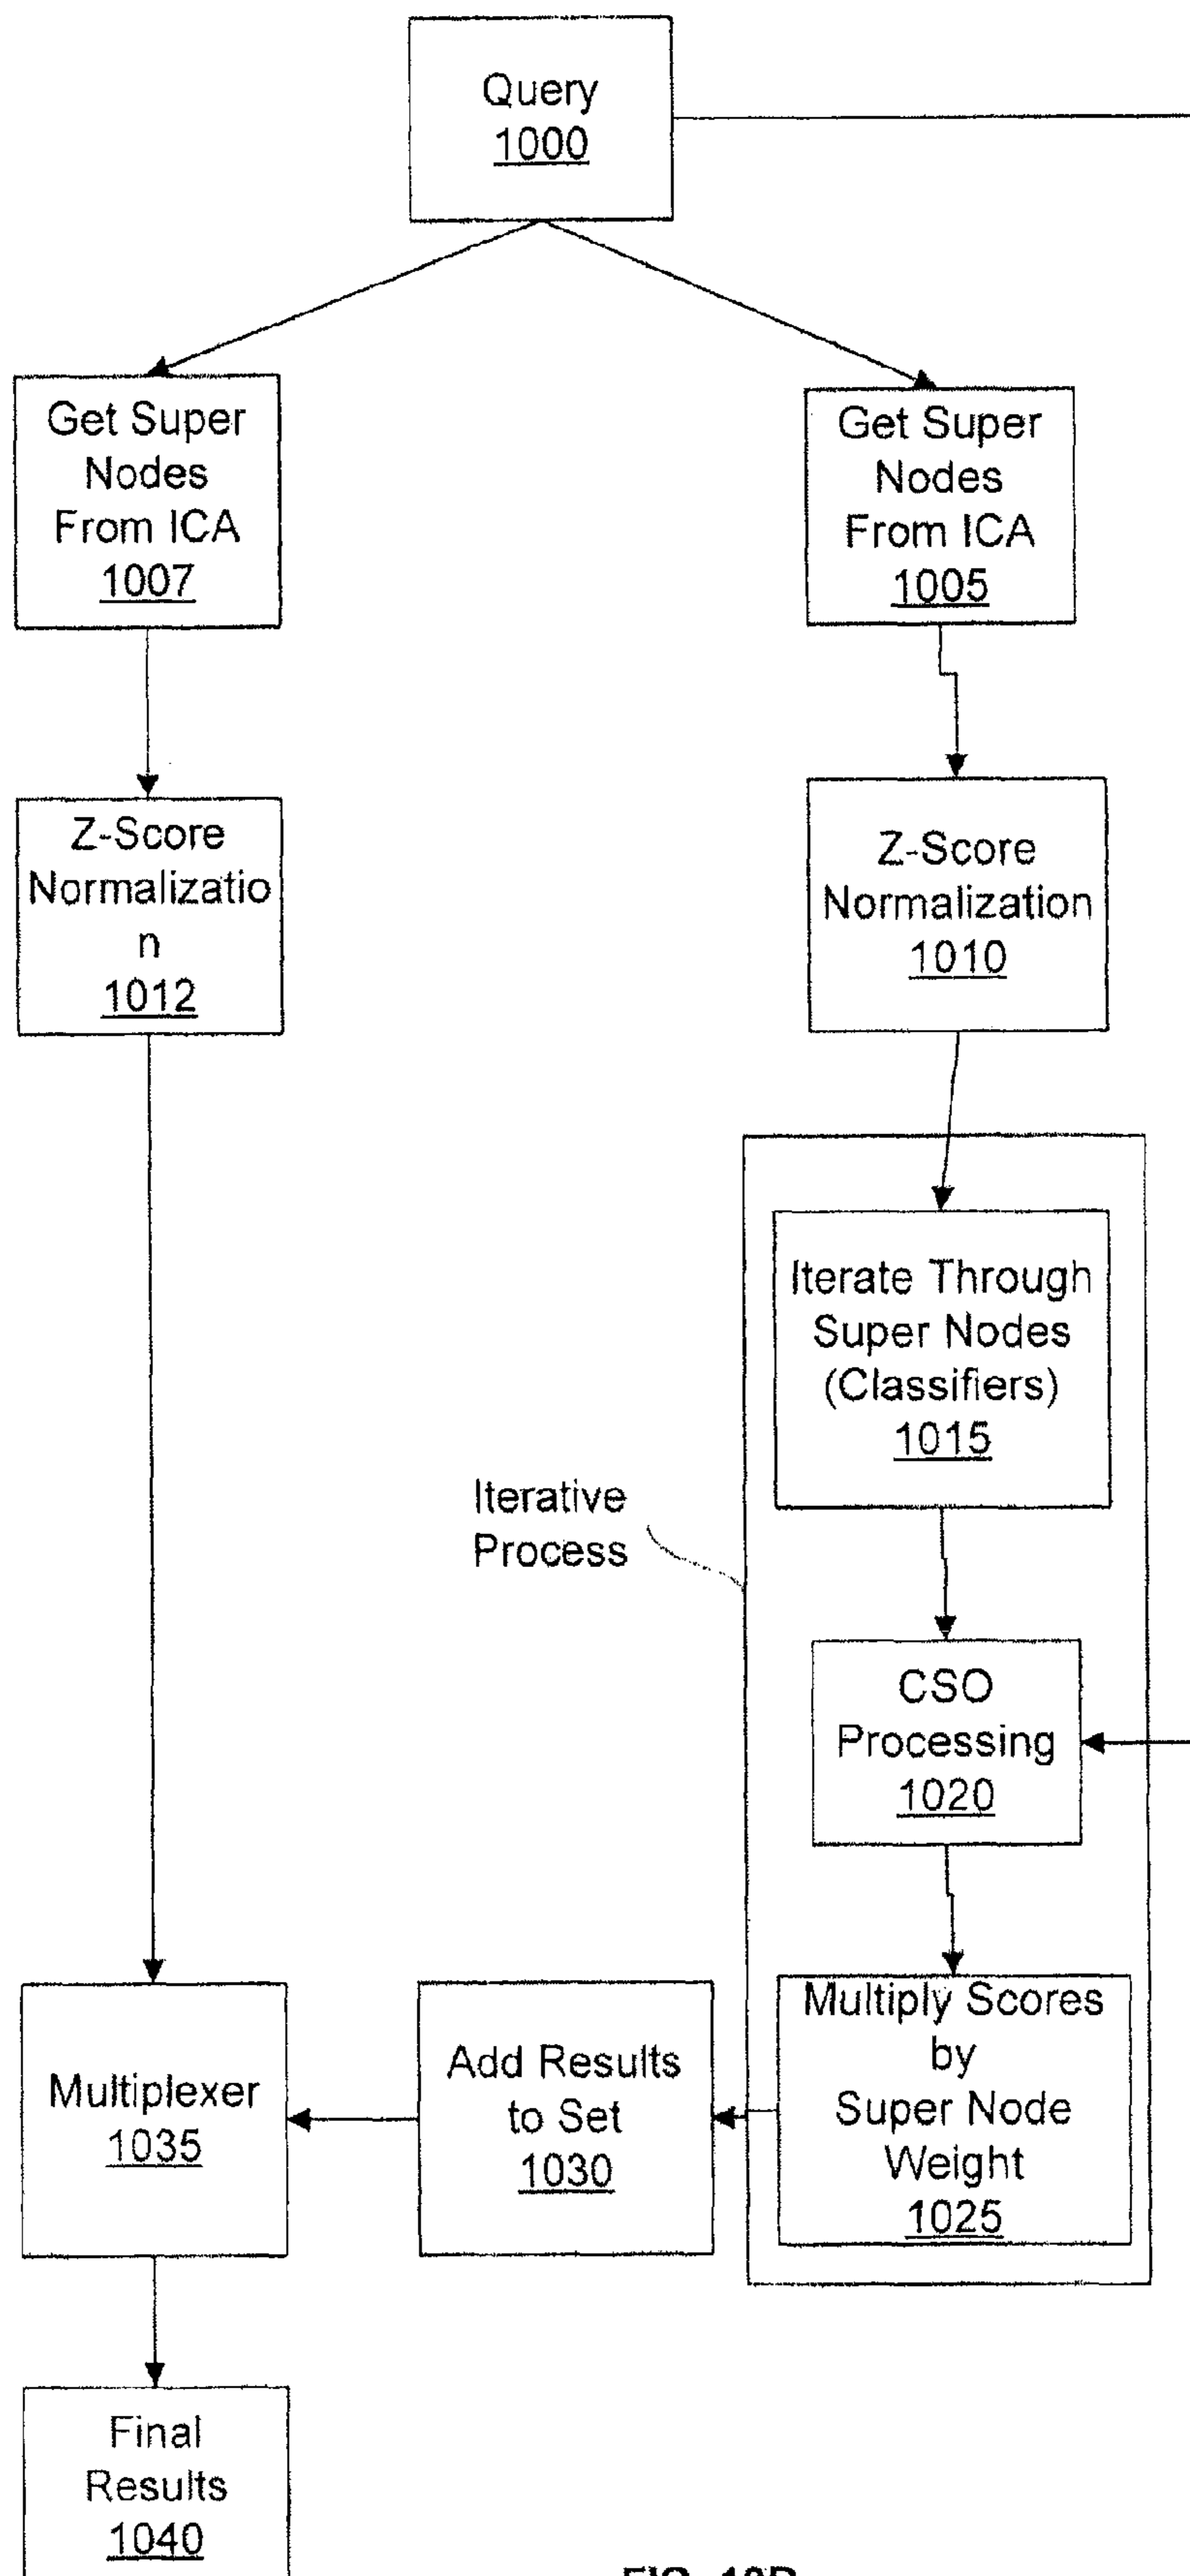 Query
1000
Get Super
Nodes
From ICA
1007
Get Super
Nodes
From ICA
1005
Z-Score
Normalizatio
n
1012
Z-Score
Normalization
1010
Iterate Through
Super Nodes
(Classifiers)
1015
Iterative
Process
CSO
Processing
1020
Multiply Scores
by
Super Node
Weight
1025
Add Results
to Set
1030
Multiplexer
1035
Final
Results
1040